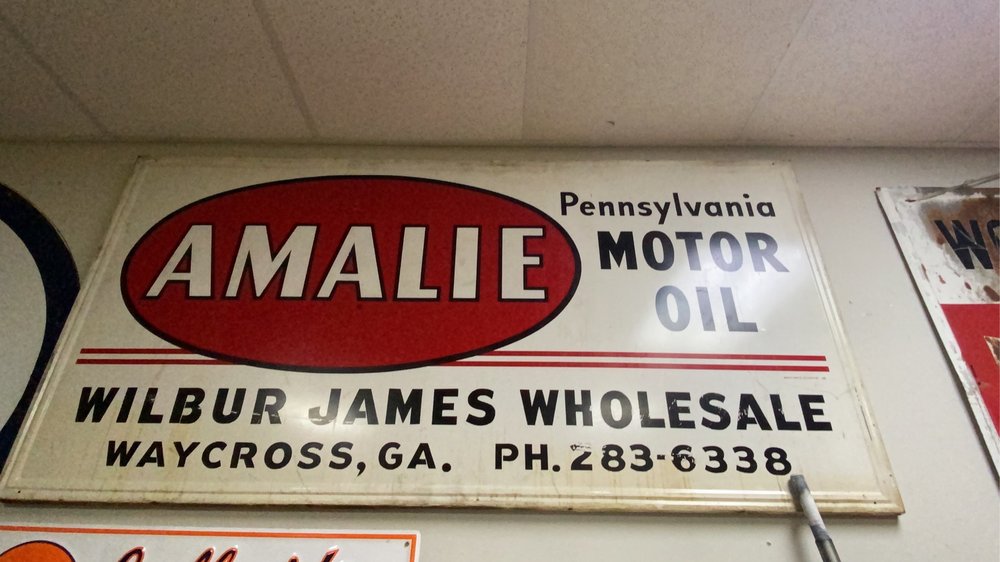 AMALIE
Pennsylvania
MOTOR
OIL
WILBUR JAMES WHOLESALE
WAYCROSS, GA. PH. 283-6338